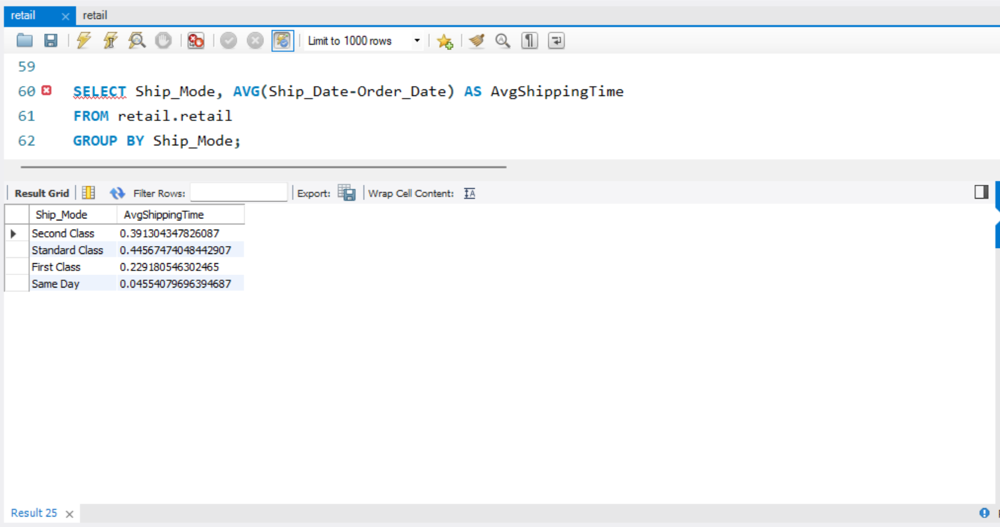 retail × retail
Limit to 1000 rows
59
60 SELECT Ship_Mode, AVG(Ship_Date-Order_Date) AS AvgShippingTime
61 FROM retail.retail
62 GROUP BY Ship_Mode;
Result Grid Filter Rows: Export: Wrap Cell Content: IA
Ship_Mode AvgShippingTime
Second Class 0.391304347826087
Standard Class 0.44567474048442907
First Class 0.229180546302465
Same Day 0.04554079696394687
Result 25 ×